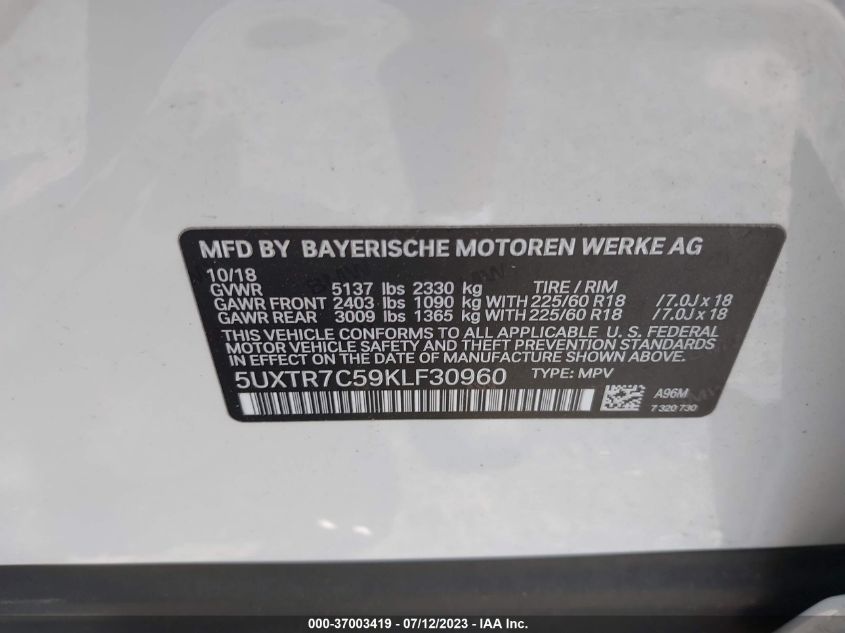 MFD BY BAYERISCHE MOTOREN WERKE AG
10/18
GVWR 5137 lbs 2330 kg TIRE / RIM
GAWR FRONT 2403 lbs 1090 kg WITH 225/60 R18 /7.0J x 18
GAWR REAR 3009 lbs 1365 kg WITH 225/60 R18 /7.0J x 18
THIS VEHICLE CONFORMS TO ALL APPLICABLE U. S. FEDERAL
MOTOR VEHICLE SAFETY AND THEFT PREVENTION STANDARDS
IN EFFECT ON THE DATE OF MANUFACTURE SHOWN ABOVE.
5UXTR7C59KLF30960 TYPE: MPV
A96M
7 320 730
000-37003419 - 07/12/2023 - IAA Inc.